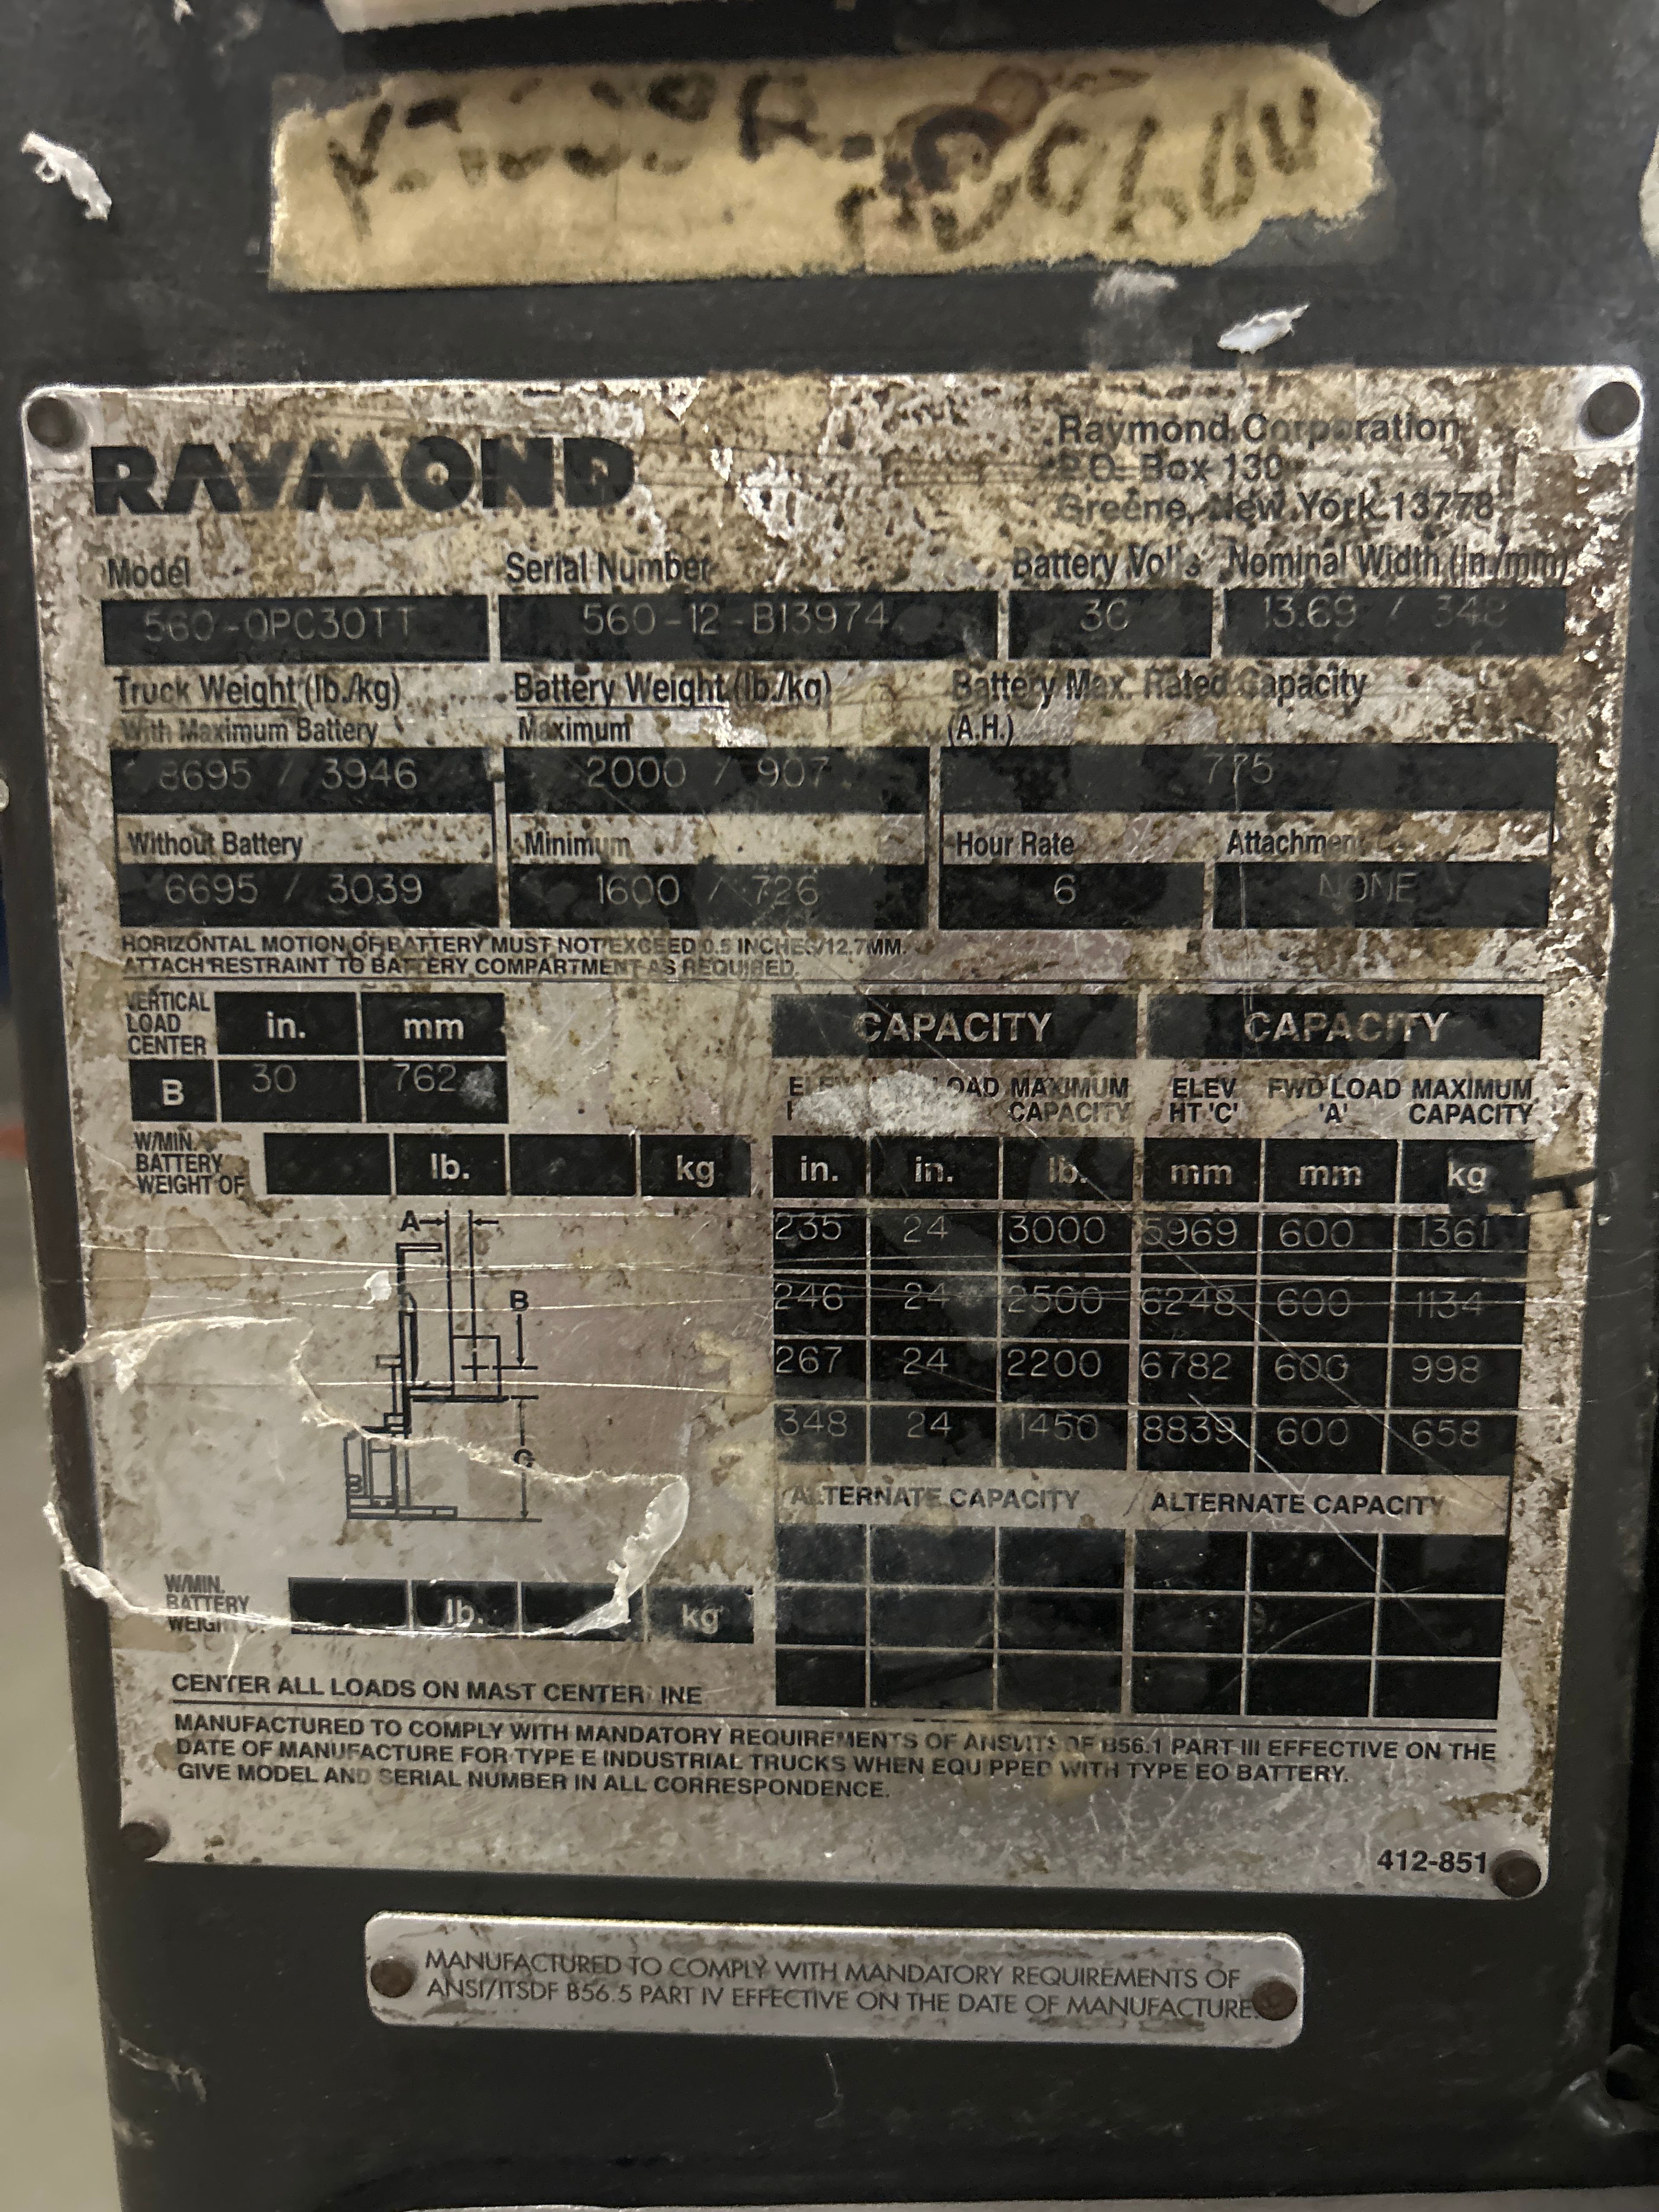 RAYMOND
Raymond Corporation
P.O. Box 130
Greene, New York 13778
Model Serial Number Battery Volts Nominal Width (in./mm)
560-OPC30TT 560-12-B13974 36 13.69 / 348
Truck Weight (lb./kg) Battery Weight (lb./kg) Battery Max. Rated Capacity
With Maximum Battery Maximum (A.H.)
8695 / 3946 2000 / 907 775
Without Battery Minimum Hour Rate Attachment
6695 / 3039 1600 / 726 6 NONE
HORIZONTAL MOTION OF BATTERY MUST NOT EXCEED 0.5 INCHES/12.7MM.
ATTACH RESTRAINT TO BATTERY COMPARTMENT AS REQUIRED.
VERTICAL
LOAD
CENTER
in. mm
B 30 762
CAPACITY CAPACITY
LOAD MAXIMUM ELEV FWD LOAD MAXIMUM
CAPACITY HT 'C' 'A' CAPACITY
W/MIN.
BATTERY
WEIGHT OF
lb. kg
in. in. lb. mm mm kg
235 24 3000 5969 600 1361
246 24 2500 6248 600 1134
267 24 2200 6782 600 998
348 24 1450 8839 600 658
A
B
C
ALTERNATE CAPACITY ALTERNATE CAPACITY
W/MIN.
BATTERY
WEIGHT OF
lb. kg
CENTER ALL LOADS ON MAST CENTER INE
MANUFACTURED TO COMPLY WITH MANDATORY REQUIREMENTS OF ANSI/ITSDF B56.1 PART III EFFECTIVE ON THE
DATE OF MANUFACTURE FOR TYPE E INDUSTRIAL TRUCKS WHEN EQUIPPED WITH TYPE EO BATTERY.
GIVE MODEL AND SERIAL NUMBER IN ALL CORRESPONDENCE.
412-851
MANUFACTURED TO COMPLY WITH MANDATORY REQUIREMENTS OF
ANSI/ITSDF B56.5 PART IV EFFECTIVE ON THE DATE OF MANUFACTURE.